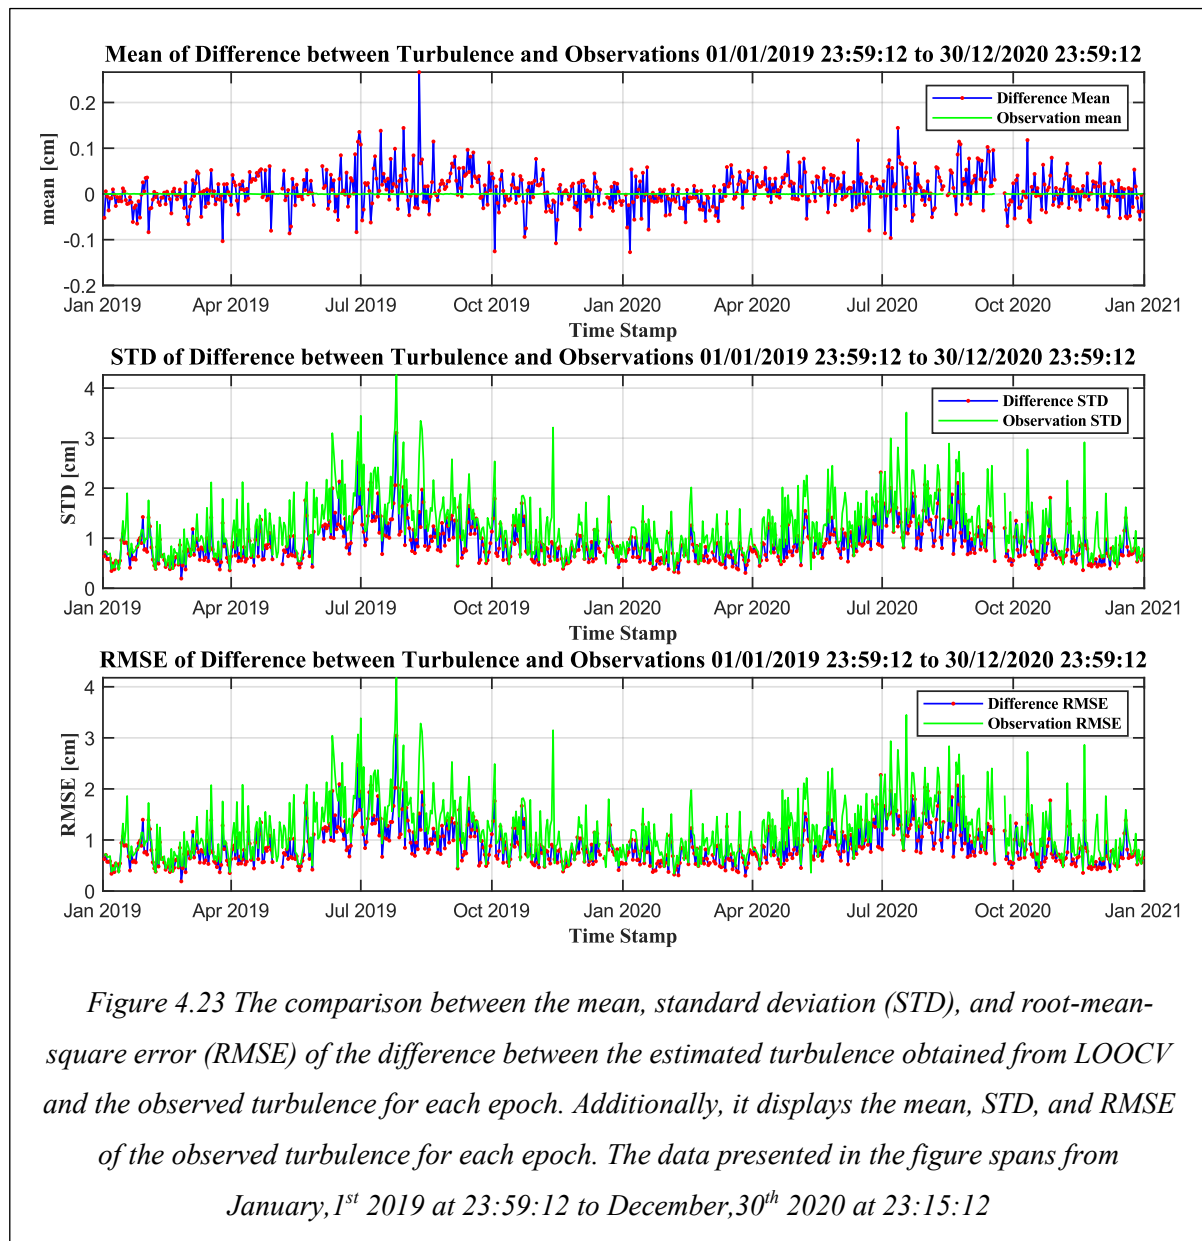 Mean of Difference between Turbulence and Observations 01/01/2019 23:59:12 to 30/12/2020 23:59:12
mean [cm]
0.2
0.1
0
-0.1
-0.2
Difference Mean
Observation mean
Jan 2019 Apr 2019 Jul 2019 Oct 2019 Jan 2020 Apr 2020 Jul 2020 Oct 2020 Jan 2021
Time Stamp
STD of Difference between Turbulence and Observations 01/01/2019 23:59:12 to 30/12/2020 23:59:12
STD [cm]
4
3
2
1
0
Difference STD
Observation STD
Jan 2019 Apr 2019 Jul 2019 Oct 2019 Jan 2020 Apr 2020 Jul 2020 Oct 2020 Jan 2021
Time Stamp
RMSE of Difference between Turbulence and Observations 01/01/2019 23:59:12 to 30/12/2020 23:59:12
RMSE [cm]
4
3
2
1
0
Difference RMSE
Observation RMSE
Jan 2019 Apr 2019 Jul 2019 Oct 2019 Jan 2020 Apr 2020 Jul 2020 Oct 2020 Jan 2021
Time Stamp
Figure 4.23 The comparison between the mean, standard deviation (STD), and root-mean-
square error (RMSE) of the difference between the estimated turbulence obtained from LOOCV
and the observed turbulence for each epoch. Additionally, it displays the mean, STD, and RMSE
of the observed turbulence for each epoch. The data presented in the figure spans from
January,1st 2019 at 23:59:12 to December,30th 2020 at 23:15:12